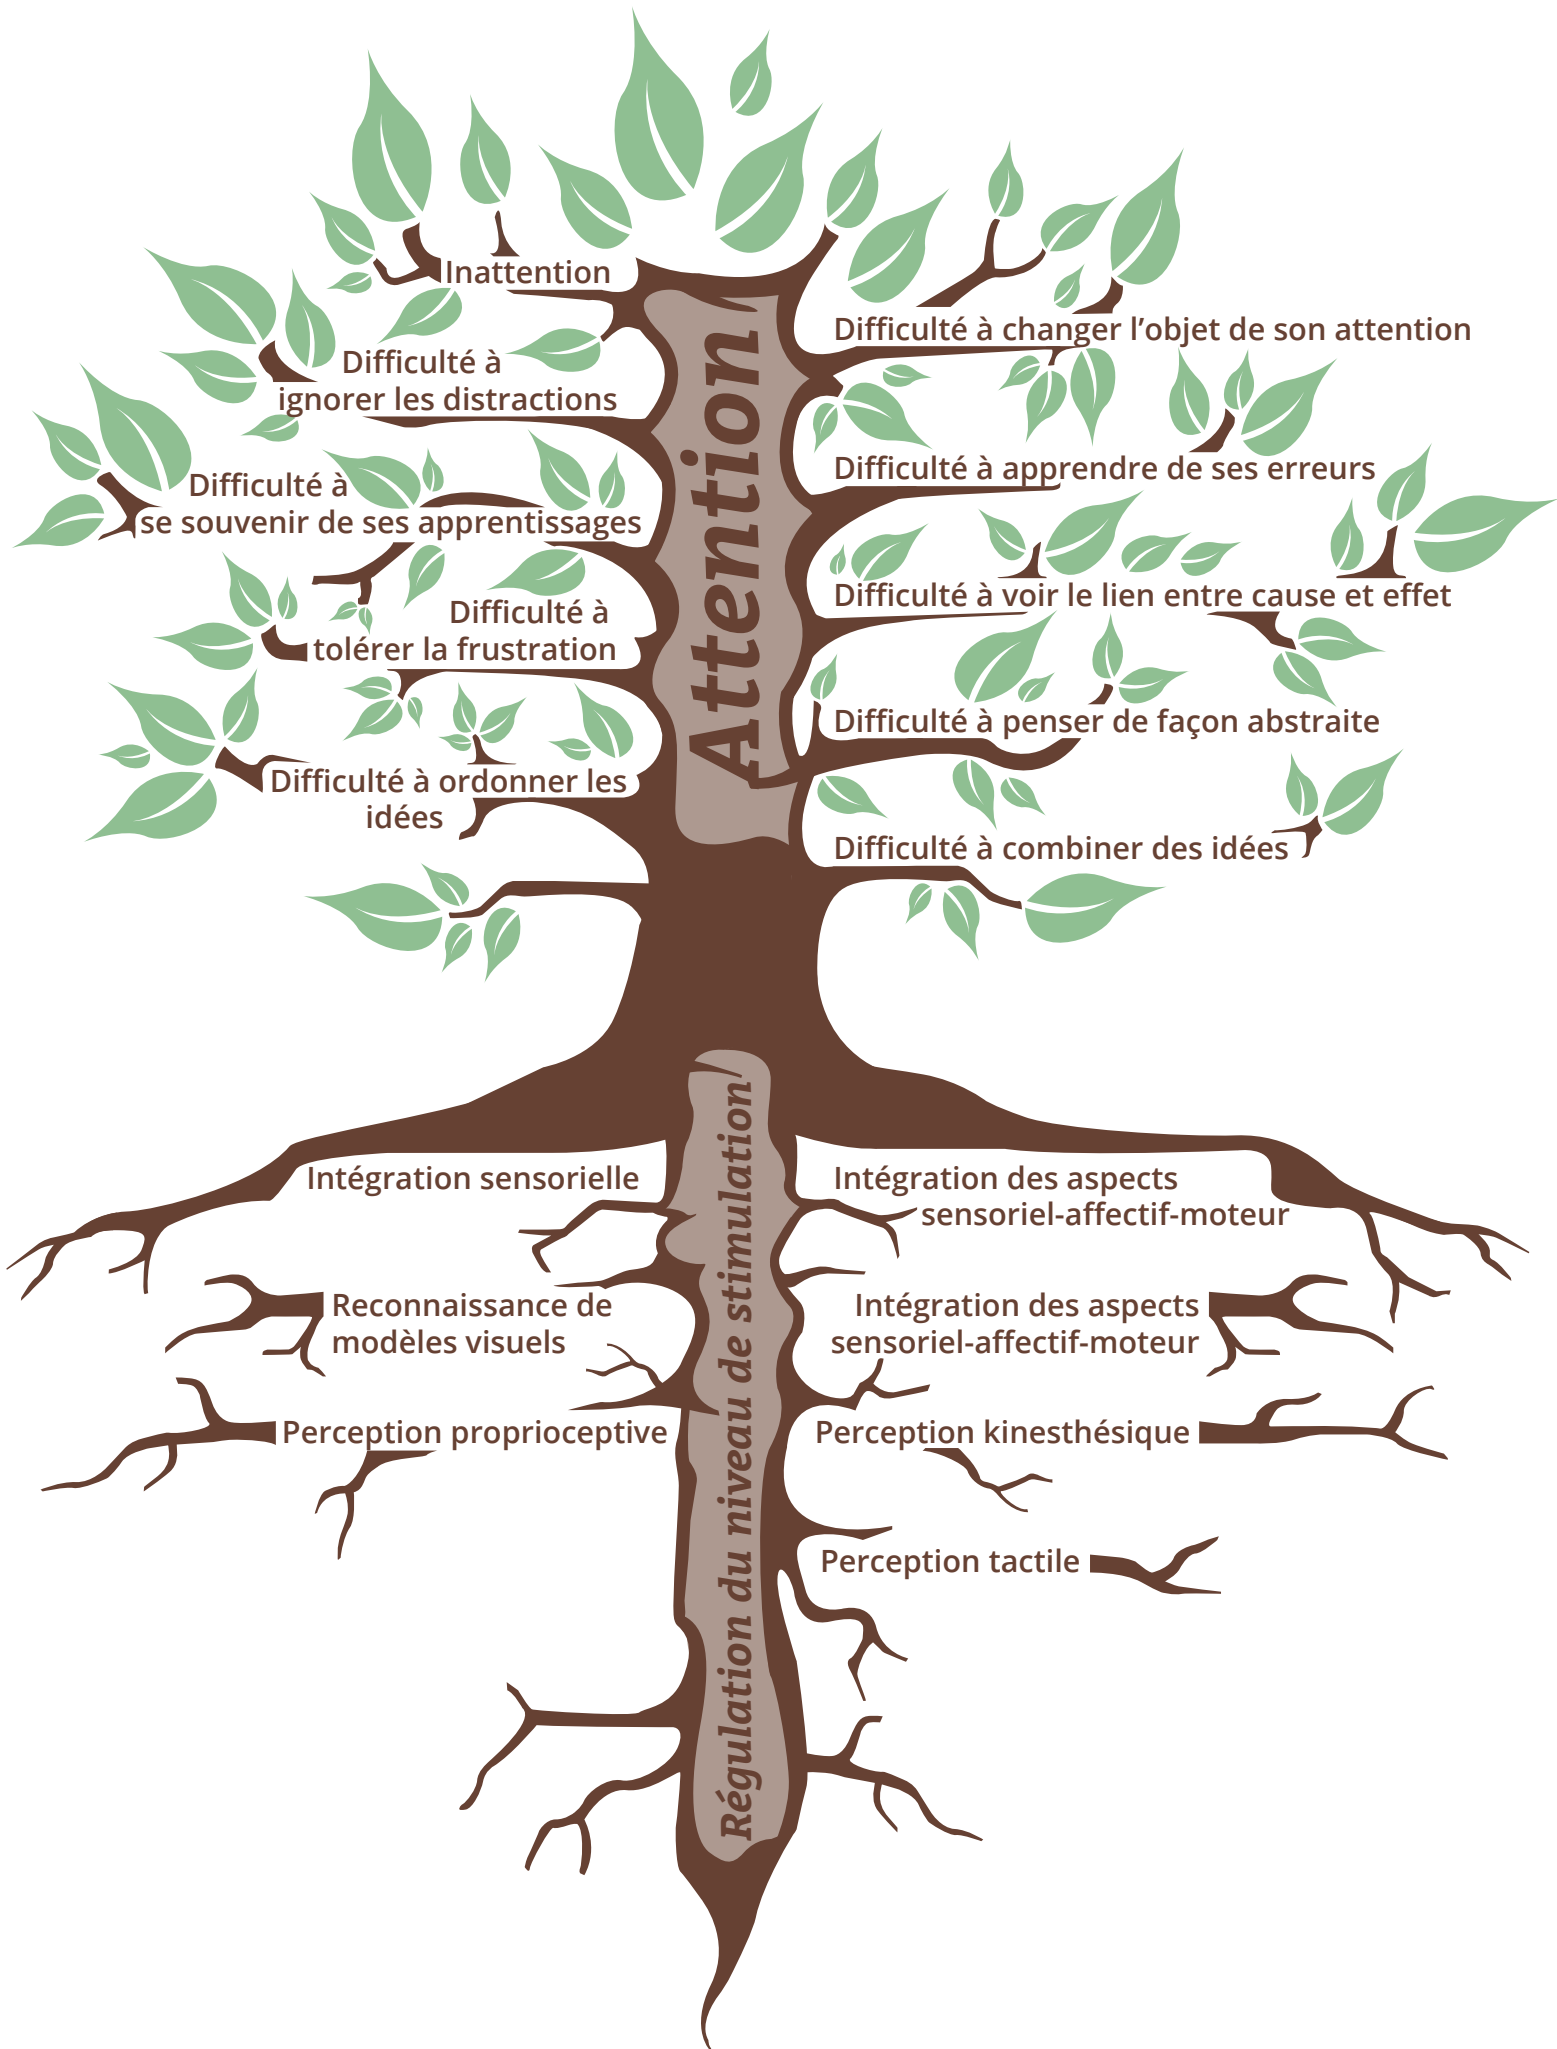 Inattention
Difficulté à
ignorer les distractions
Difficulté à
se souvenir de ses apprentissages
Difficulté à
tolérer la frustration
Difficulté à ordonner les
idées
Attention
Difficulté à changer l’objet de son attention
Difficulté à apprendre de ses erreurs
Difficulté à voir le lien entre cause et effet
Difficulté à penser de façon abstraite
Difficulté à combiner des idées
Intégration sensorielle
Reconnaissance de
modèles visuels
Perception proprioceptive
Régulation du niveau de stimulation
Intégration des aspects
sensoriel-affectif-moteur
Intégration des aspects
sensoriel-affectif-moteur
Perception kinesthésique
Perception tactile